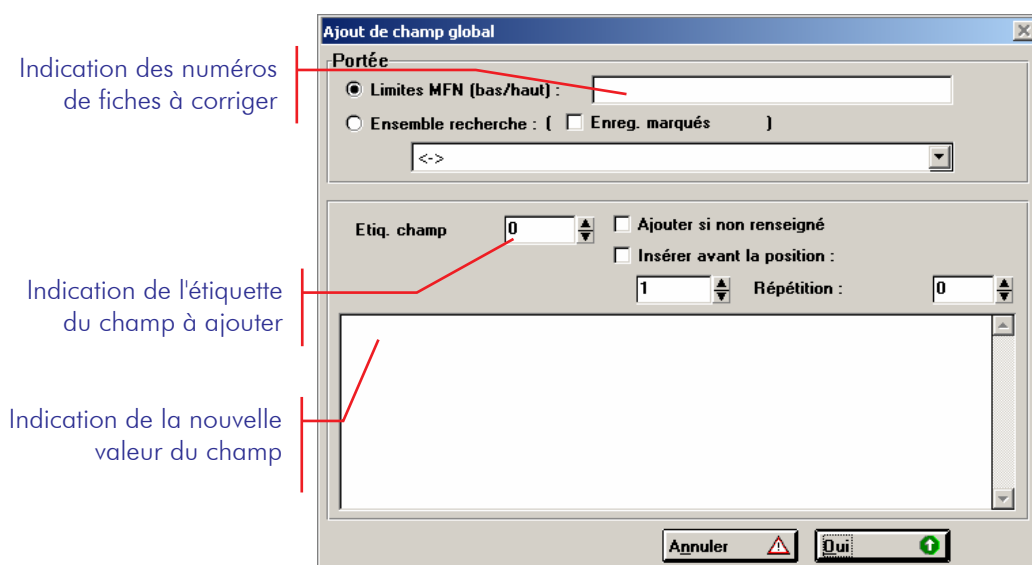 Ajout de champ global
Portée
Indication des numéros
de fiches à corriger
Limites MFN (bas/haut) :
Ensemble recherche : ( Enreg. marqués )
<->
Etiq. champ 0 Ajouter si non renseigné
Insérer avant la position :
1 Répétition : 0
Indication de l'étiquette
du champ à ajouter
Indication de la nouvelle
valeur du champ
Annuler Oui